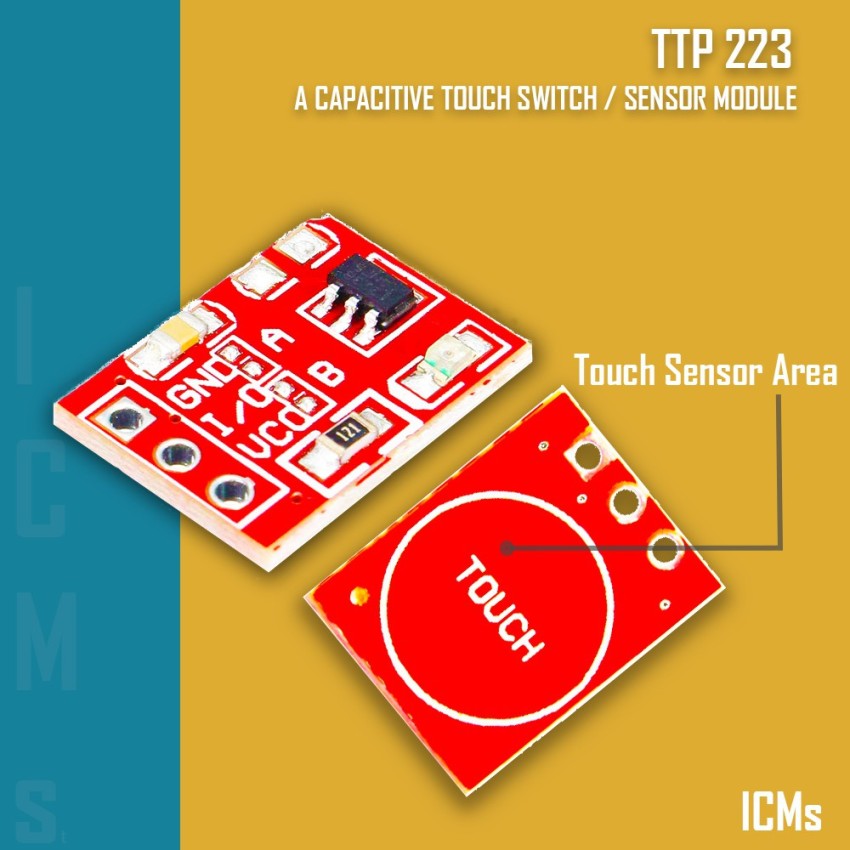 TTP 223
A CAPACITIVE TOUCH SWITCH / SENSOR MODULE
A
B
GND
I/O
VCC
121
Touch Sensor Area
TOUCH
I
C
M
S
ICMs